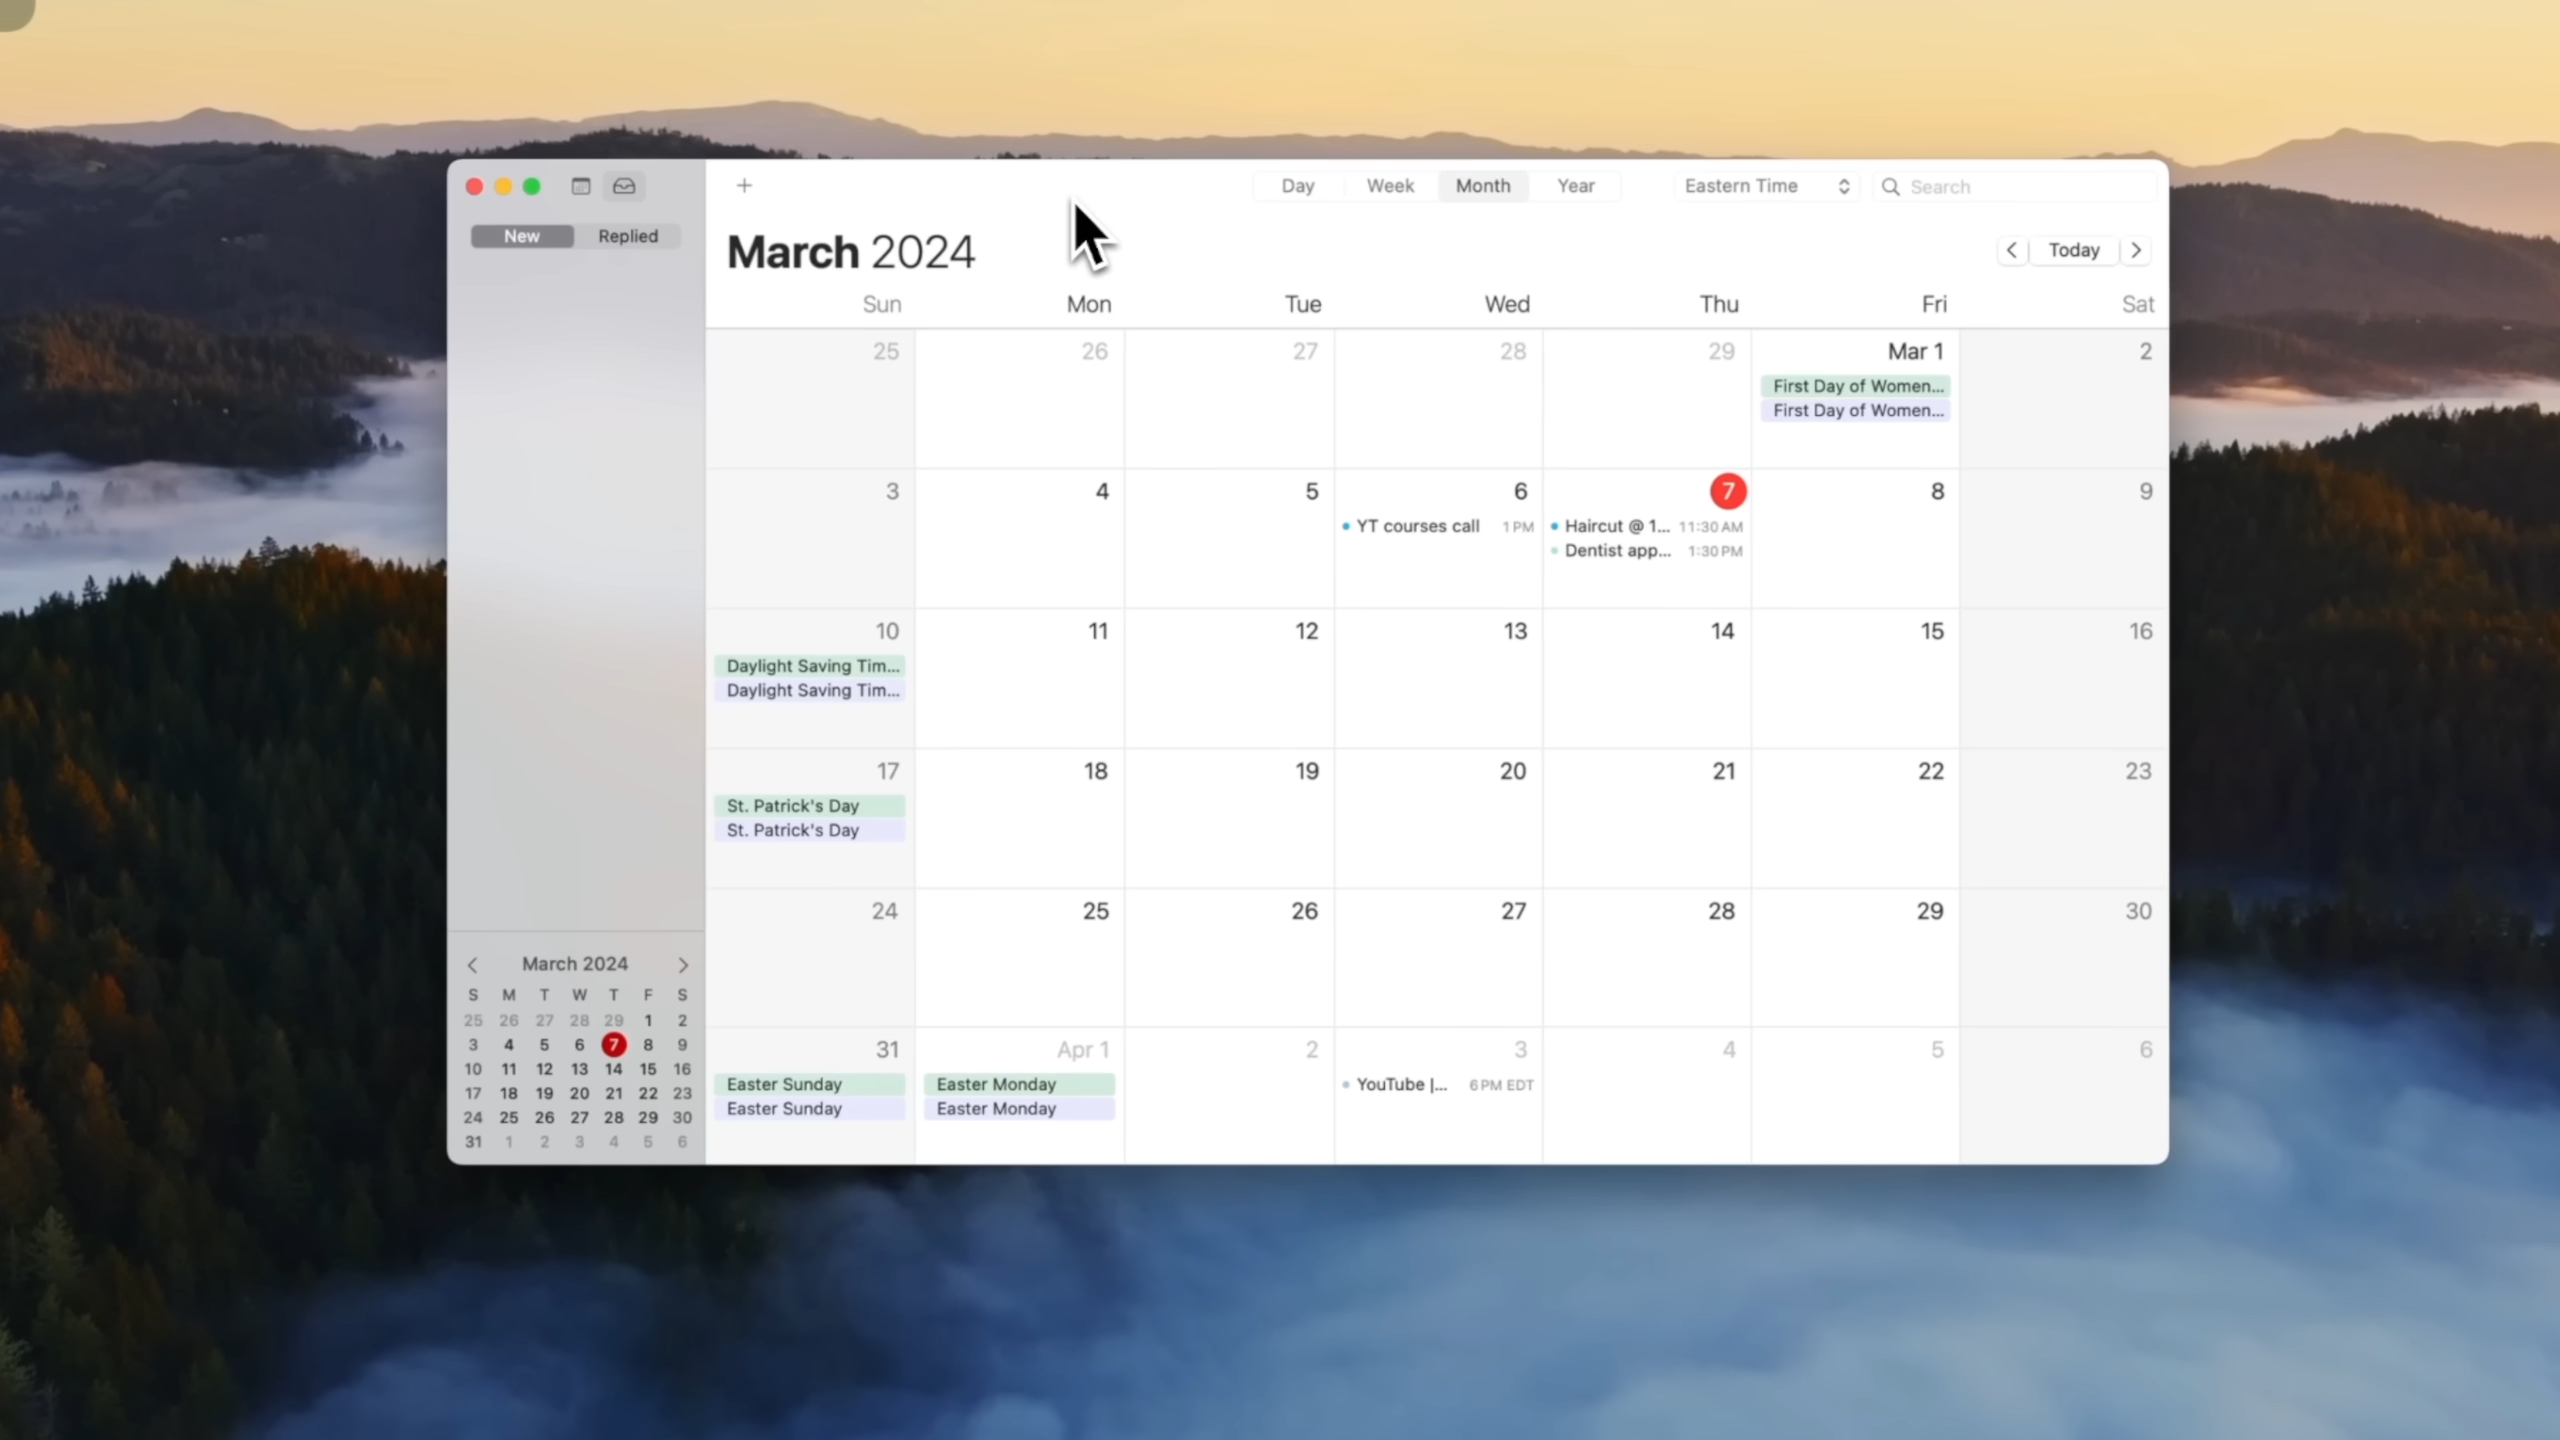 Day Week Month Year Eastern Time Search
New Replied
March 2024
Today
Sun Mon Tue Wed Thu Fri Sat
25 26 27 28 29 Mar 1 2
First Day of Women...
First Day of Women...
3 4 5 6 7 8 9
YT courses call 1 PM Haircut @ 1... 11:30 AM
Dentist app... 1:30 PM
10 11 12 13 14 15 16
Daylight Saving Tim...
Daylight Saving Tim...
17 18 19 20 21 22 23
St. Patrick's Day
St. Patrick's Day
24 25 26 27 28 29 30
31 Apr 1 2 3 4 5 6
Easter Sunday Easter Monday YouTube |... 6 PM EDT
Easter Sunday Easter Monday
March 2024
S M T W T F S
25 26 27 28 29 1 2
3 4 5 6 7 8 9
10 11 12 13 14 15 16
17 18 19 20 21 22 23
24 25 26 27 28 29 30
31 1 2 3 4 5 6